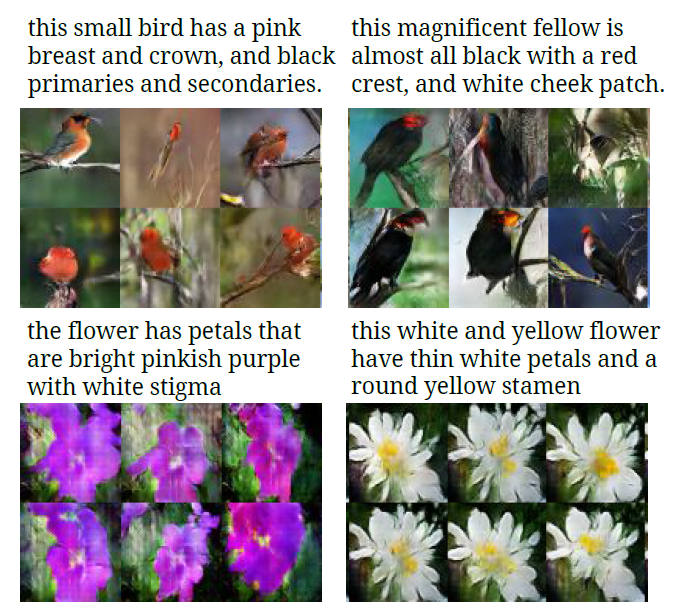 this small bird has a pink
breast and crown, and black
primaries and secondaries.
this magnificent fellow is
almost all black with a red
crest, and white cheek patch.
the flower has petals that
are bright pinkish purple
with white stigma
this white and yellow flower
have thin white petals and a
round yellow stamen